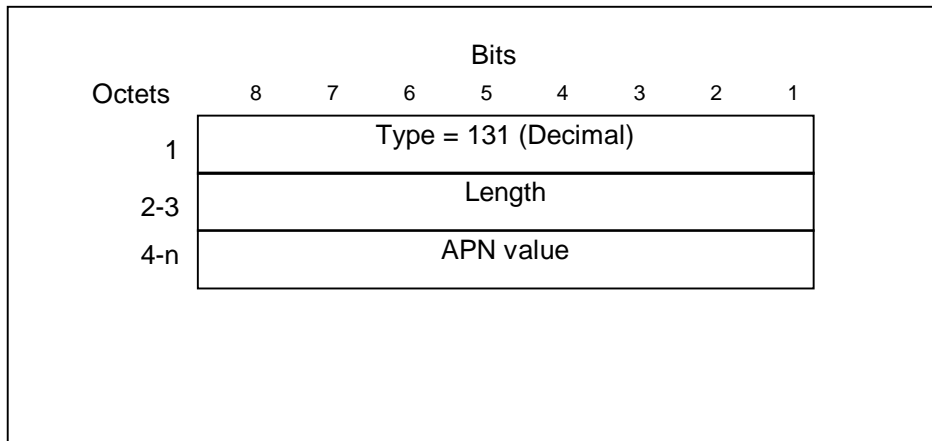 Bits
Octets 8 7 6 5 4 3 2 1
1 Type = 131 (Decimal)
2-3 Length
4-n APN value